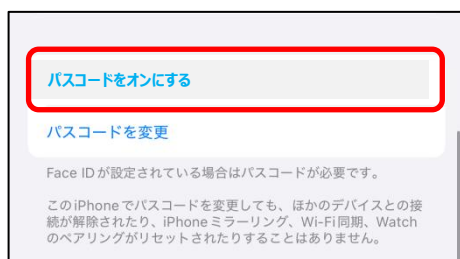 パスコードをオンにする
パスコードを変更
Face IDが設定されている場合はパスコードが必要です。
このiPhoneでパスコードを変更しても、ほかのデバイスとの接
続が解除されたり、iPhoneミラーリング、Wi-Fi同期、Watch
のペアリングがリセットされたりすることはありません。